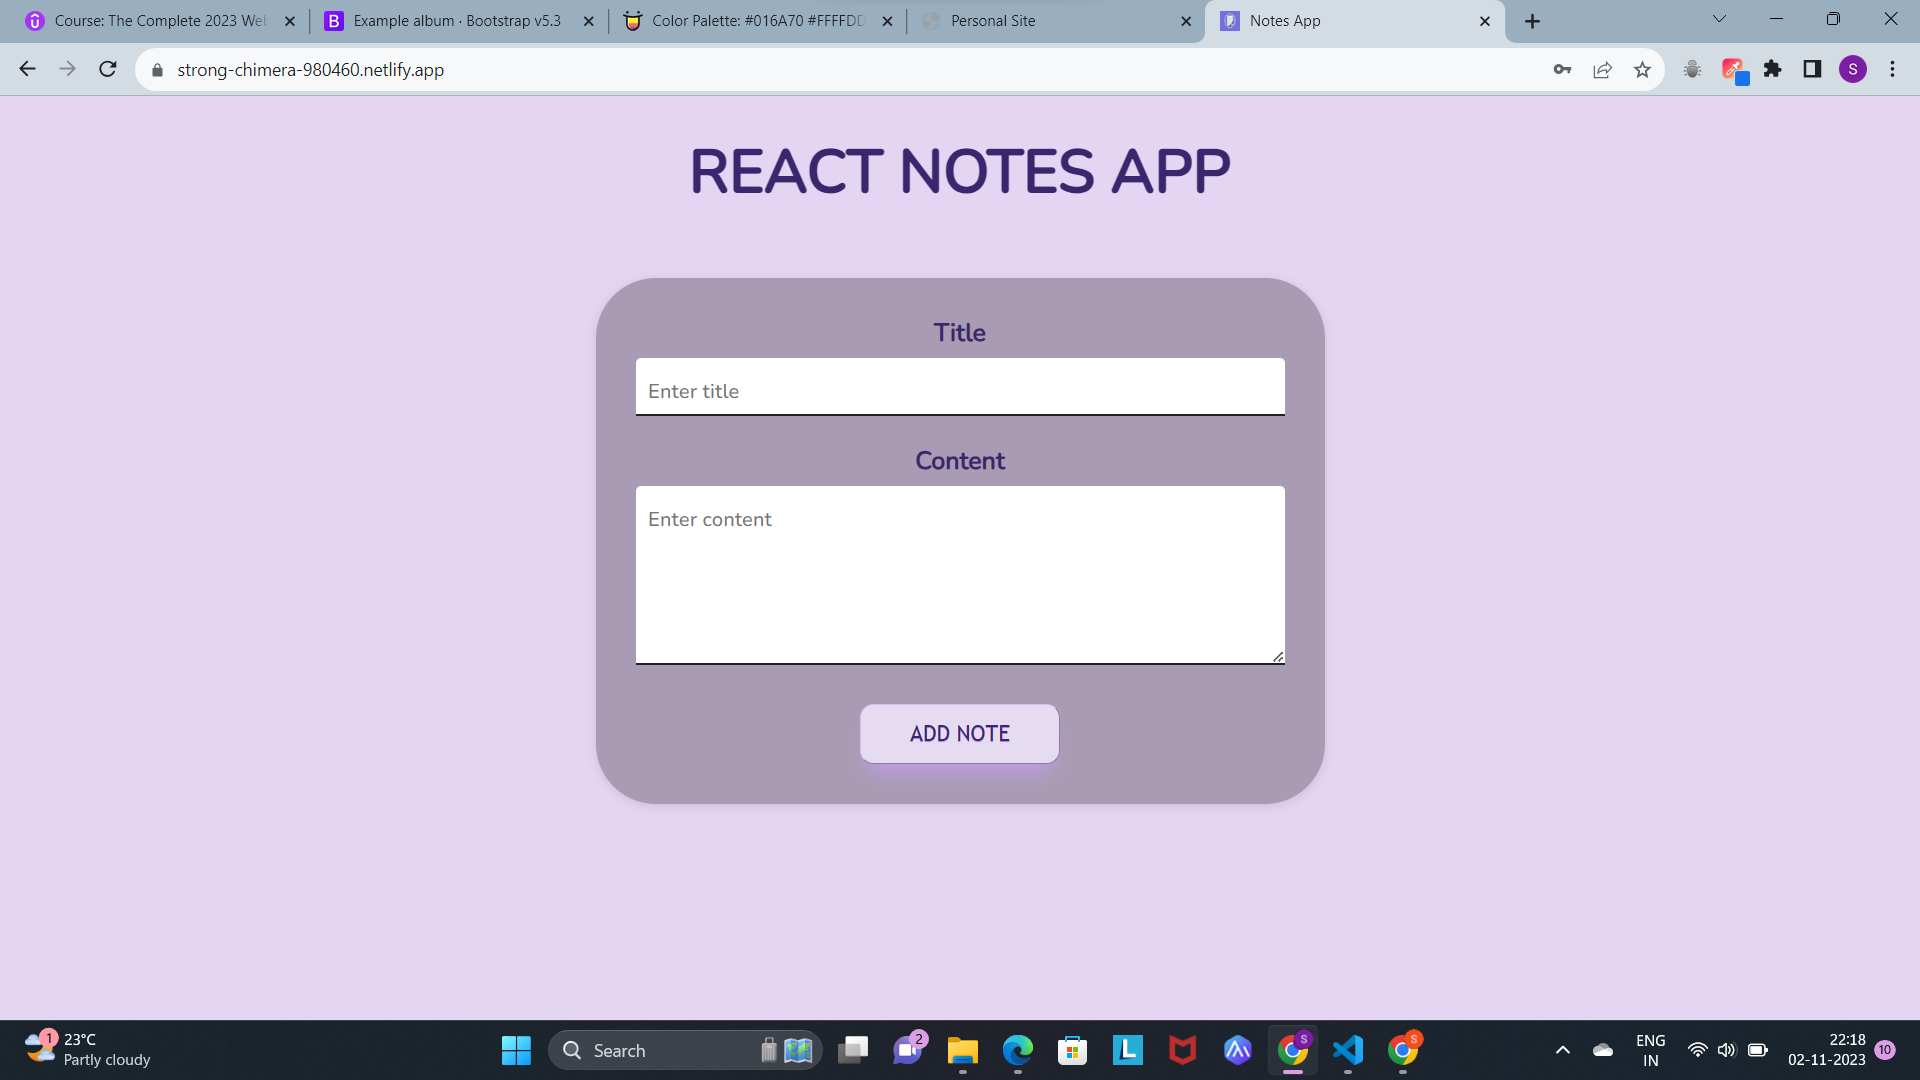 Course: The Complete 2023 Web
B
Example album · Bootstrap v5.3
Color Palette: #016A70 #FFFFDD
Personal Site
Notes App
strong-chimera-980460.netlify.app
S
REACT NOTES APP
Title
Enter title
Content
Enter content
ADD NOTE
1
23°C
Partly cloudy
Search
2
L
S
S
ENG
IN
22:18
02-11-2023
10